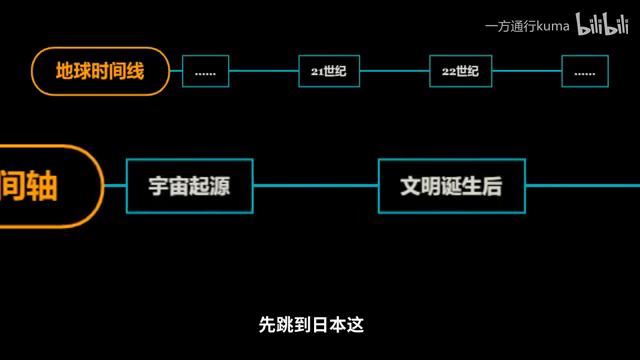 一方通行kuma bilibili
地球时间线 ...... 21世纪 22世纪 ......
间轴 宇宙起源 文明诞生后
先跳到日本这